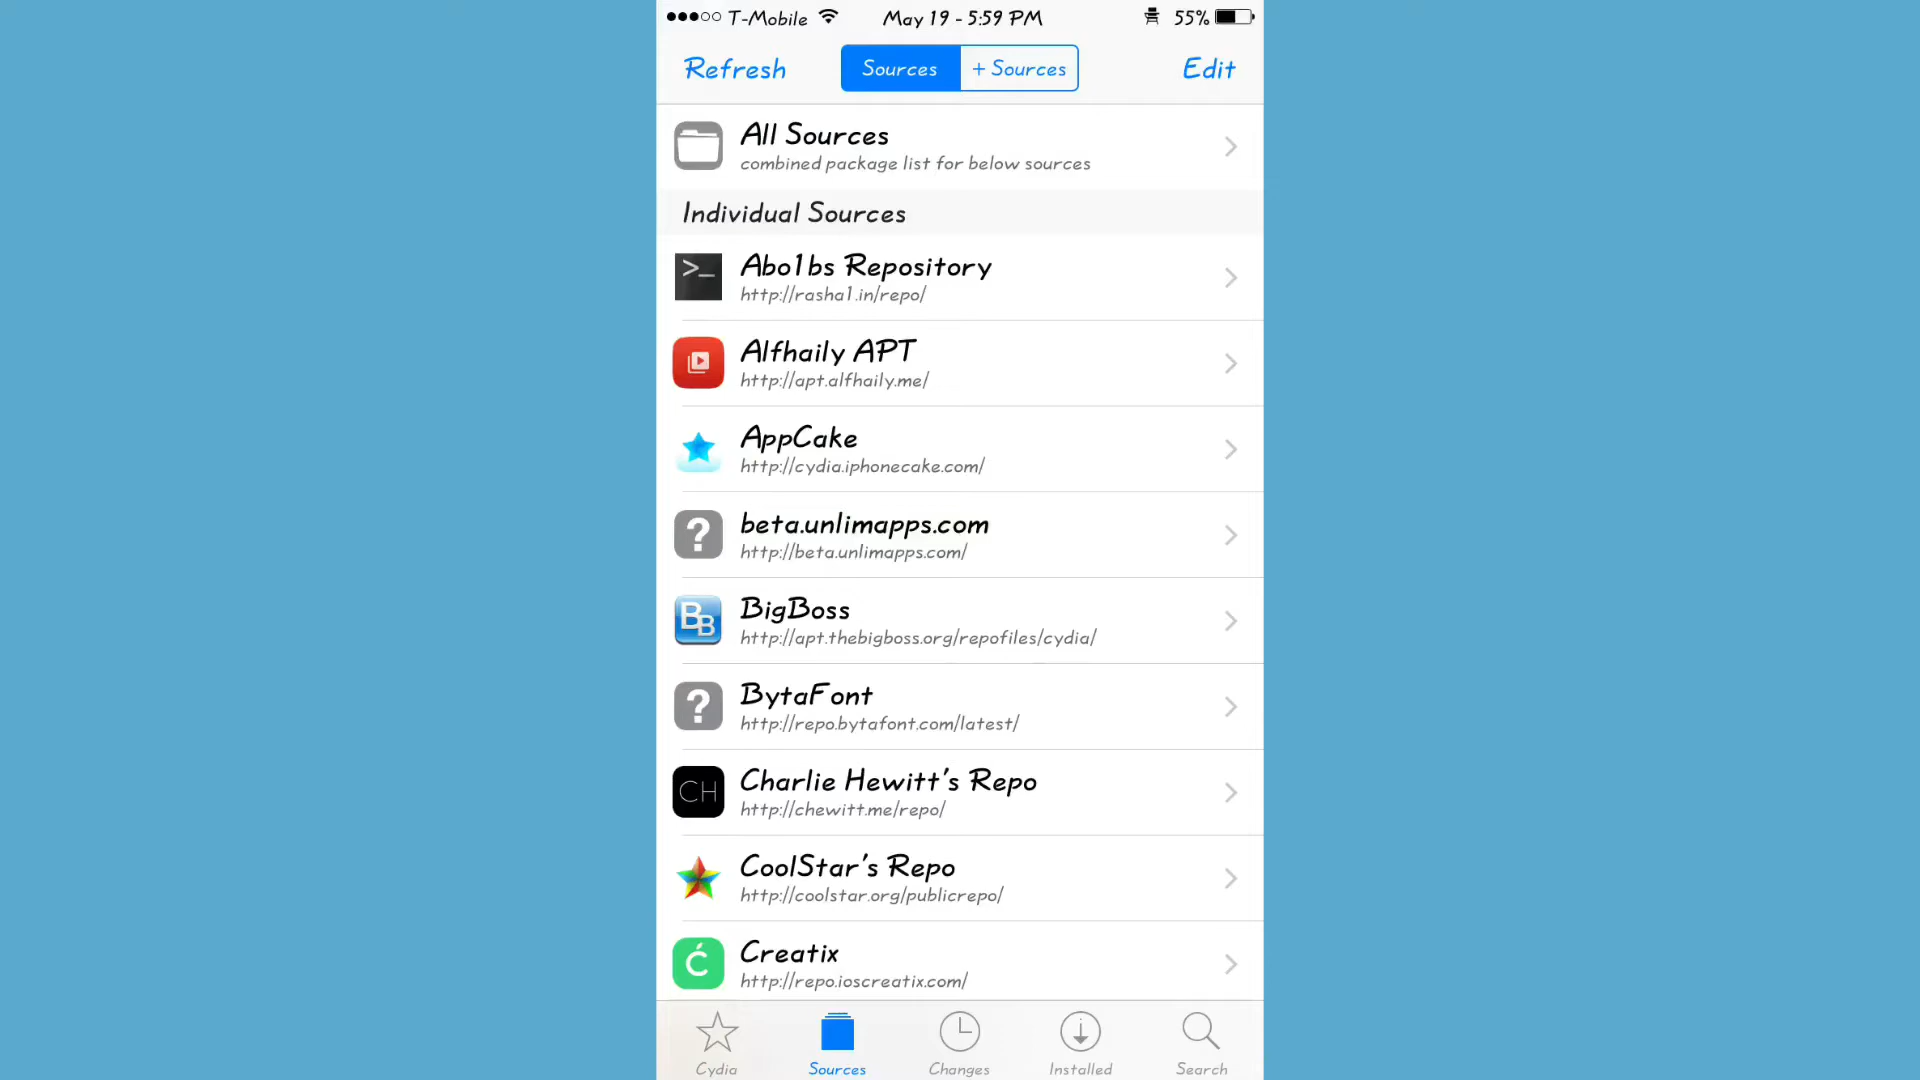 T-Mobile May 19 - 5:59 PM 55%
Refresh Sources + Sources Edit
All Sources
combined package list for below sources
Individual Sources
>_
Abo1bs Repository
http://rasha1.in/repo/
Alfhaily APT
http://apt.alfhaily.me/
AppCake
http://cydia.iphonecake.com/
?
beta.unlimapps.com
http://beta.unlimapps.com/
BB
BigBoss
http://apt.thebigboss.org/repofiles/cydia/
?
BytaFont
http://repo.bytafont.com/latest/
CH
Charlie Hewitt's Repo
http://chewitt.me/repo/
CoolStar's Repo
http://coolstar.org/publicrepo/
Ć
Creatix
http://repo.ioscreatix.com/
Cydia Sources Changes Installed Search